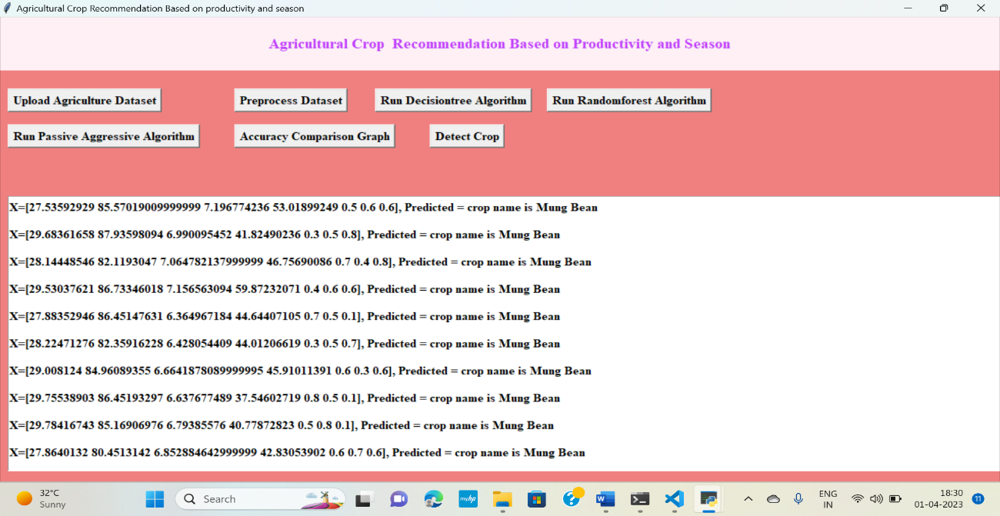 Agricultural Crop Recommendation Based on productivity and season
Agricultural Crop  Recommendation Based on Productivity and Season
Upload Agriculture Dataset Preprocess Dataset Run Decisiontree Algorithm Run Randomforest Algorithm
Run Passive Aggressive Algorithm Accuracy Comparison Graph Detect Crop
X=[27.53592929 85.57019009999999 7.196774236 53.01899249 0.5 0.6 0.6], Predicted = crop name is Mung Bean
X=[29.68361658 87.93598094 6.990095452 41.82490236 0.3 0.5 0.8], Predicted = crop name is Mung Bean
X=[28.14448546 82.1193047 7.064782137999999 46.75690086 0.7 0.4 0.8], Predicted = crop name is Mung Bean
X=[29.53037621 86.73346018 7.156563094 59.87232071 0.4 0.6 0.6], Predicted = crop name is Mung Bean
X=[27.88352946 86.45147631 6.364967184 44.64407105 0.7 0.5 0.1], Predicted = crop name is Mung Bean
X=[28.22471276 82.35916228 6.428054409 44.01206619 0.3 0.5 0.7], Predicted = crop name is Mung Bean
X=[29.008124 84.96089355 6.6641878089999995 45.91011391 0.6 0.3 0.6], Predicted = crop name is Mung Bean
X=[29.75538903 86.45193297 6.637677489 37.54602719 0.8 0.5 0.1], Predicted = crop name is Mung Bean
X=[29.78416743 85.16906976 6.79385576 40.77872823 0.5 0.8 0.1], Predicted = crop name is Mung Bean
X=[27.8640132 80.4513142 6.852884642999999 42.83053902 0.6 0.7 0.6], Predicted = crop name is Mung Bean
32°C
Sunny
Search
myhp
W
ENG
IN
18:30
01-04-2023
11